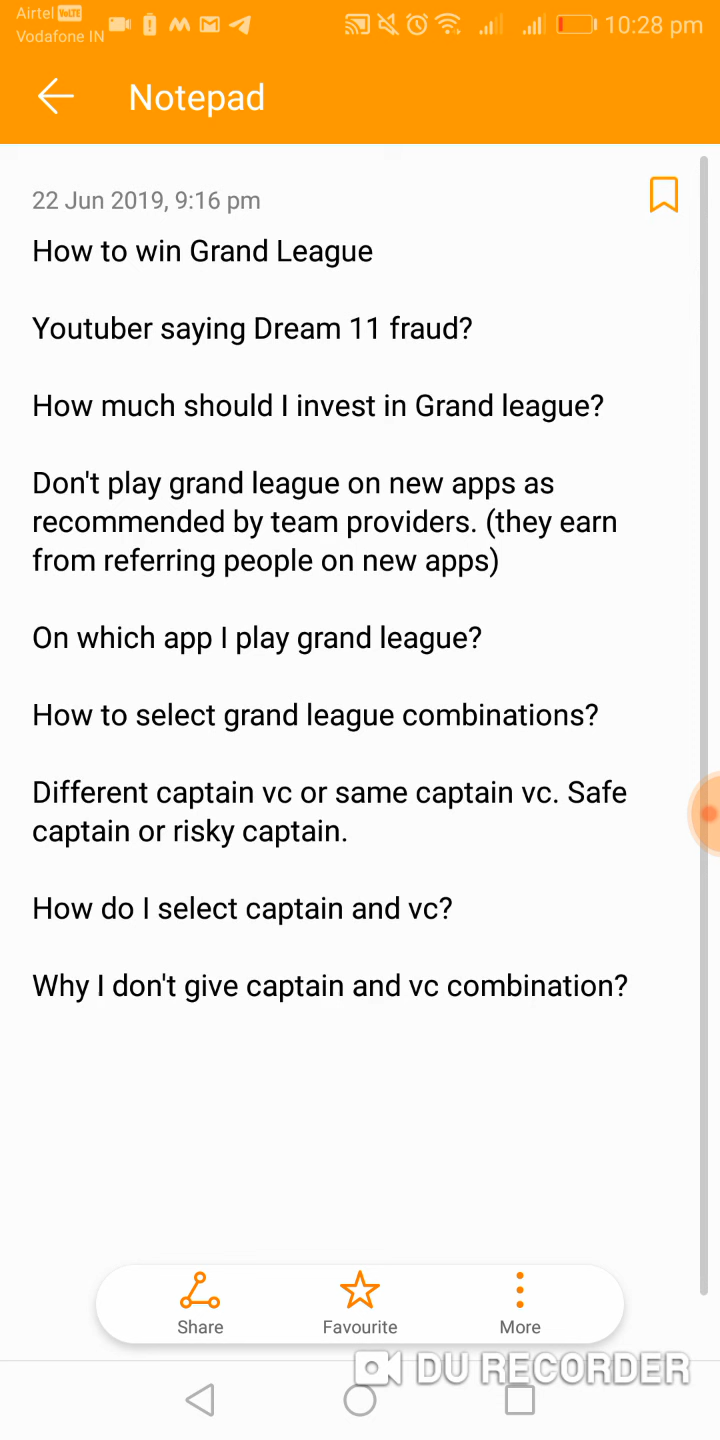 Airtel VoLTE
Vodafone IN
10:28 pm
Notepad
22 Jun 2019, 9:16 pm
How to win Grand League
Youtuber saying Dream 11 fraud?
How much should I invest in Grand league?
Don't play grand league on new apps as
recommended by team providers. (they earn
from referring people on new apps)
On which app I play grand league?
How to select grand league combinations?
Different captain vc or same captain vc. Safe
captain or risky captain.
How do I select captain and vc?
Why I don't give captain and vc combination?
Share
Favourite
More
DU RECORDER